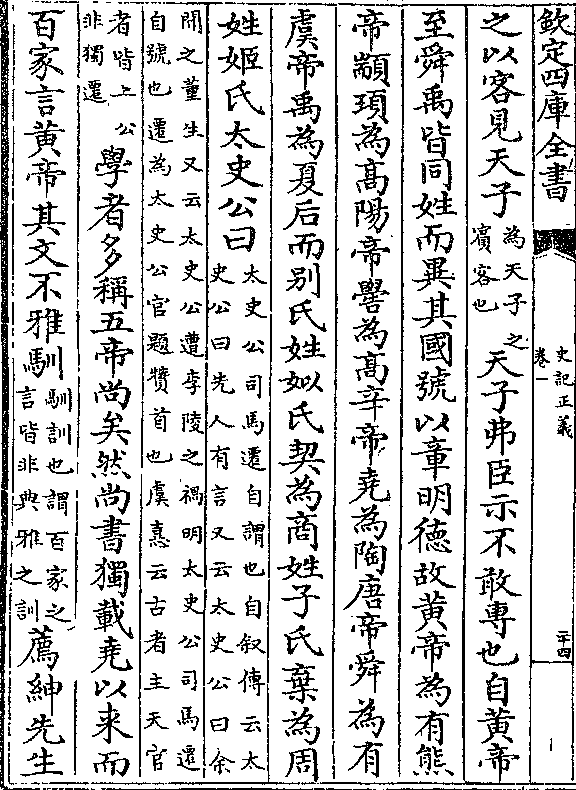 欽定四庫全書
史記正義
卷一
二十四
之以客見天子為天子之賓客也天子弗臣示不敢專也自黃帝
至舜禹皆同姓而異其國號以章明德故黃帝為有熊
帝顓頊為高陽帝嚳為高辛帝堯為陶唐帝舜為有
虞帝禹為夏后而別氏姓姒氏契為商姓子氏棄為周
姓姬氏太史公曰太史公司馬遷自謂也自叙傳云太
史公曰先人有言又云太史公曰余
聞之董生又云太史公遭李陵之禍明太史公司馬遷
自號也遷為太史公官題贊首也虞憙云古者主天官
者皆上公
非獨遷
學者多稱五帝尚矣然尚書獨載堯以来而
百家言黃帝其文不雅馴馴訓也謂百家之言皆非典雅之訓薦紳先生